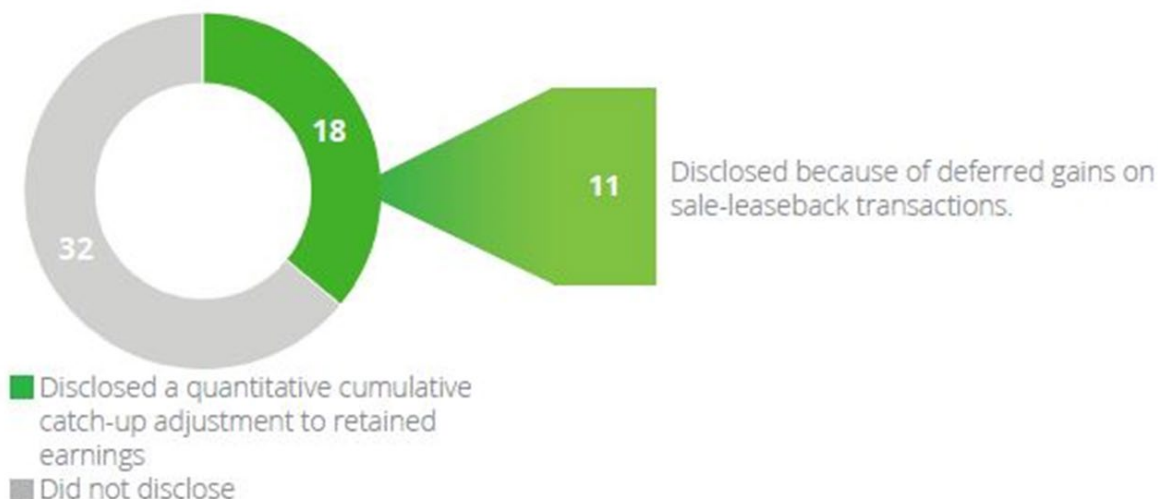 18
11
Disclosed because of deferred gains on
sale-leaseback transactions.
32
Disclosed a quantitative cumulative
catch-up adjustment to retained
earnings
Did not disclose